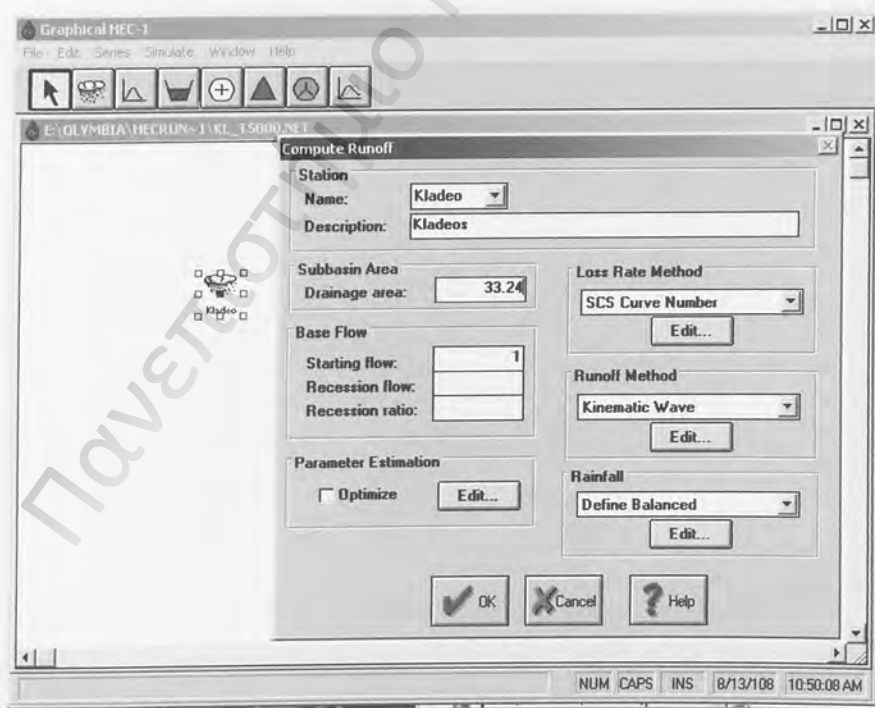 Graphical HEC-1
File Edit Series Simulate Window Help
E:\OLYMBIA\HECRUN~1\KL_T5000.NET
Compute Runoff
Station
Name: Kladeo
Description: Kladeos
Subbasin Area
Drainage area: 33.24
Base Flow
Starting flow: 1
Recession flow:
Recession ratio:
Parameter Estimation
Optimize Edit...
Loss Rate Method
SCS Curve Number
Edit...
Runoff Method
Kinematic Wave
Edit...
Rainfall
Define Balanced
Edit...
OK Cancel Help
Kladeo
NUM CAPS INS 8/13/108 10:50:08 AM
Πανεπιστήμιο